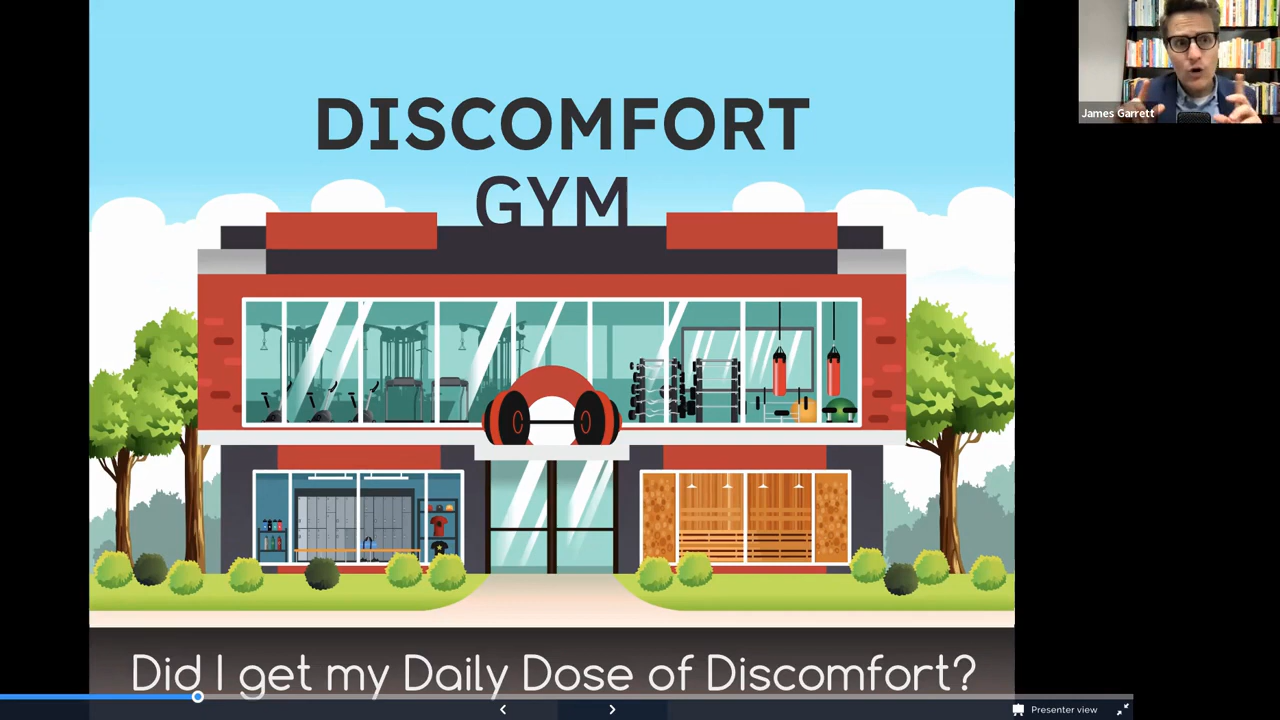 DISCOMFORT
GYM
James Garrett
Did I get my Daily Dose of Discomfort?
Presenter view